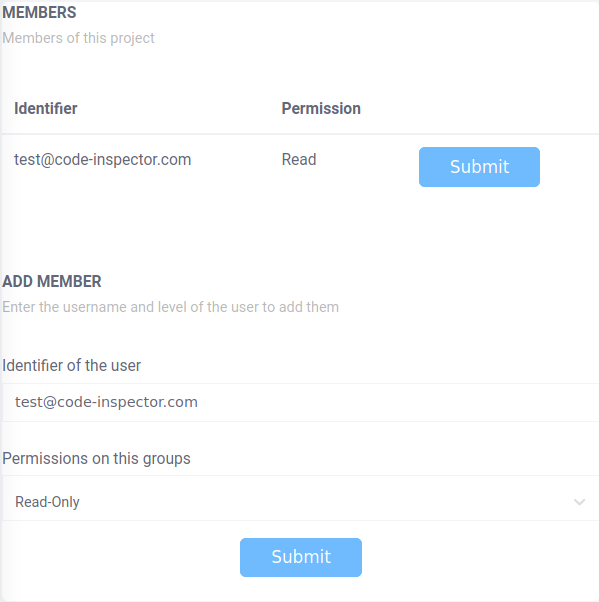 MEMBERS
Members of this project
Identifier Permission
test@code-inspector.com Read Submit
ADD MEMBER
Enter the username and level of the user to add them
Identifier of the user
test@code-inspector.com
Permissions on this groups
Read-Only
Submit